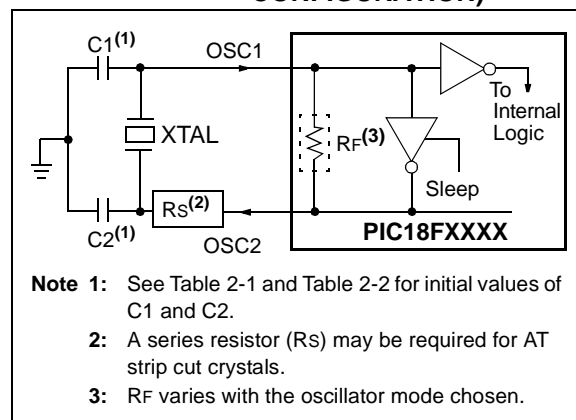 CONFIGURATION)
C1(1)
OSC1
To
Internal
Logic
XTAL
RF(3)
Sleep
RS(2)
C2(1)
OSC2
PIC18FXXXX
Note 1: See Table 2-1 and Table 2-2 for initial values of
C1 and C2.
2: A series resistor (RS) may be required for AT
strip cut crystals.
3: RF varies with the oscillator mode chosen.